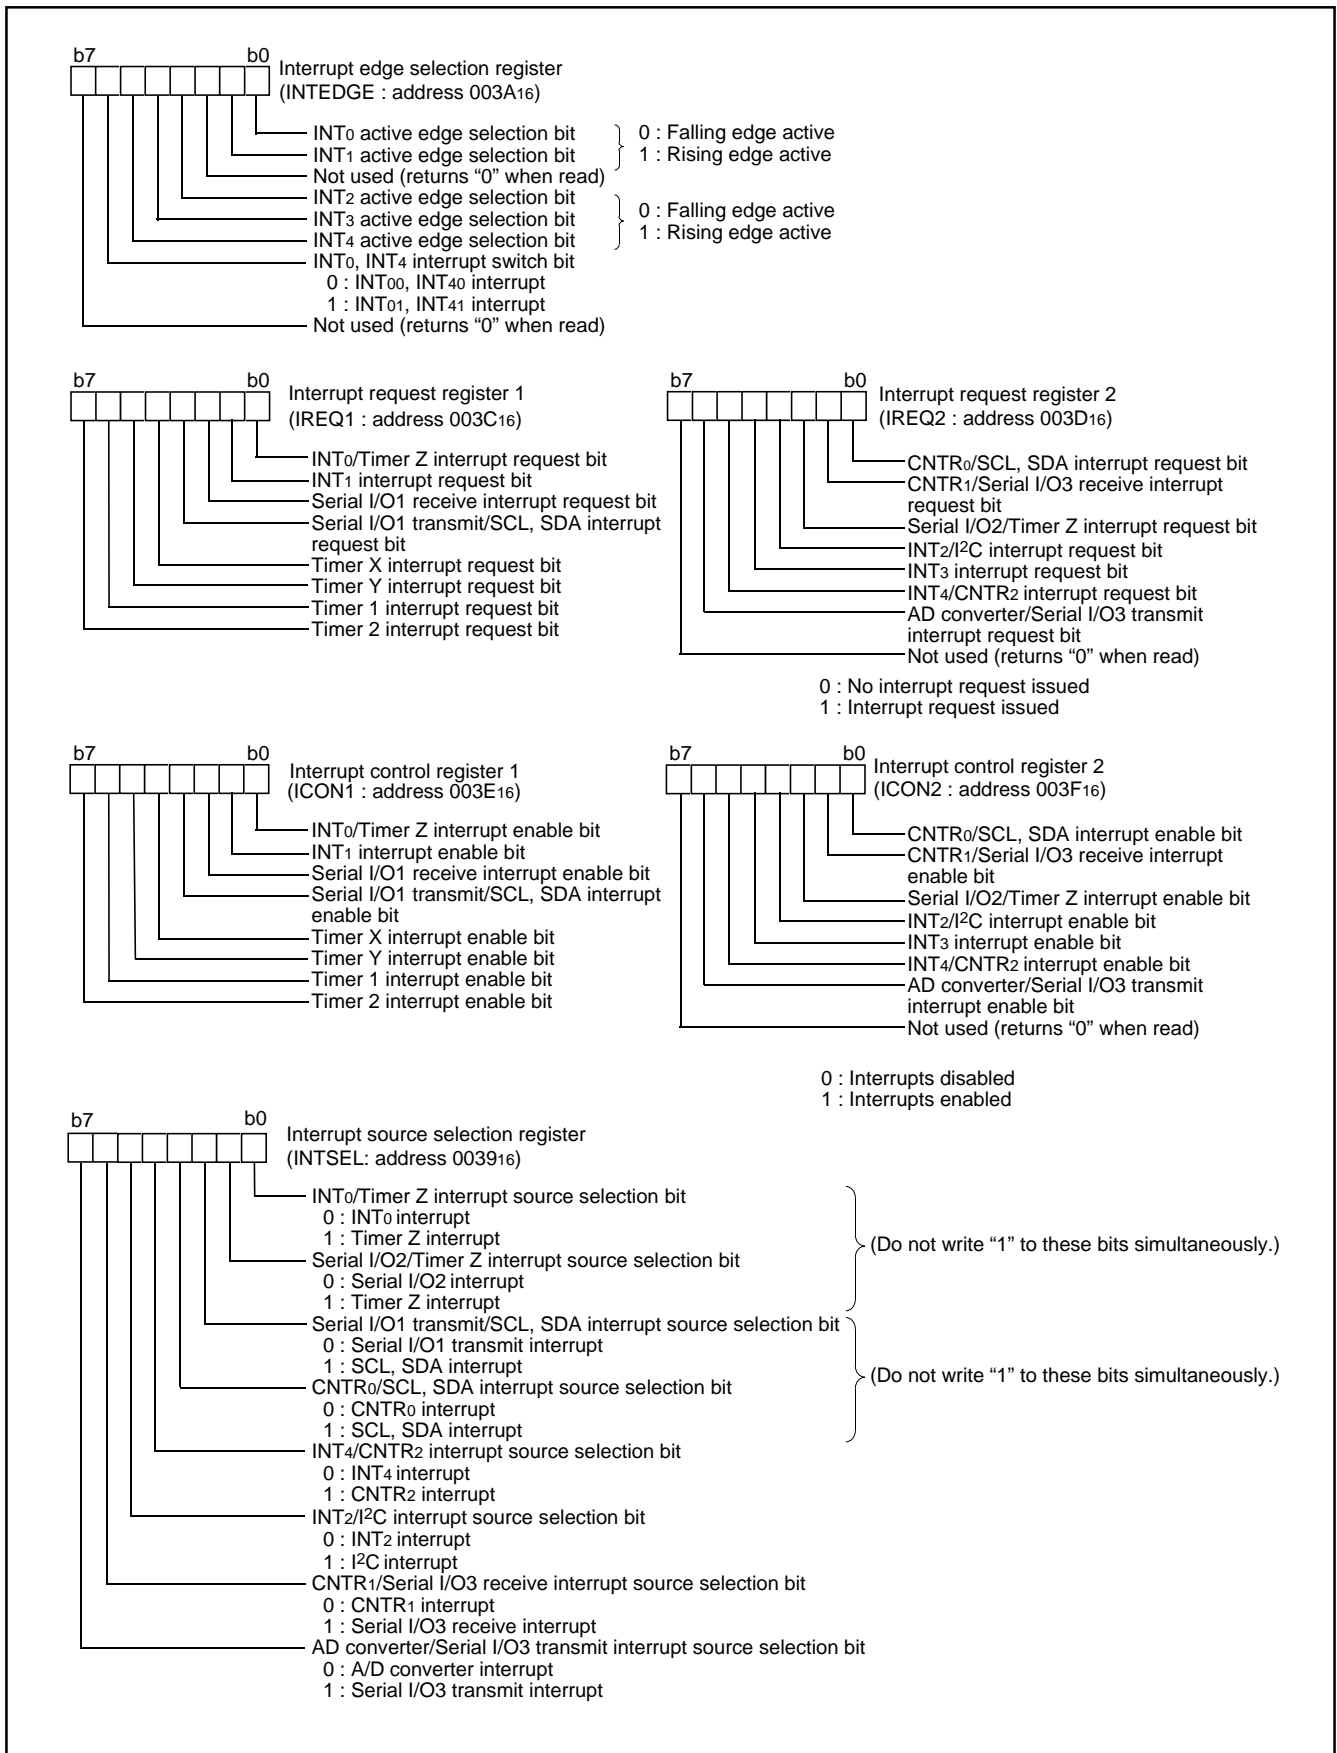 b7 b0
Interrupt edge selection register
(INTEDGE : address 003A16)
INT0 active edge selection bit
INT1 active edge selection bit
0 : Falling edge active
1 : Rising edge active
Not used (returns “0” when read)
INT2 active edge selection bit
INT3 active edge selection bit
INT4 active edge selection bit
0 : Falling edge active
1 : Rising edge active
INT0, INT4 interrupt switch bit
0 : INT00, INT40 interrupt
1 : INT01, INT41 interrupt
Not used (returns “0” when read)
b7 b0
Interrupt request register 1
(IREQ1 : address 003C16)
INT0/Timer Z interrupt request bit
INT1 interrupt request bit
Serial I/O1 receive interrupt request bit
Serial I/O1 transmit/SCL, SDA interrupt
request bit
Timer X interrupt request bit
Timer Y interrupt request bit
Timer 1 interrupt request bit
Timer 2 interrupt request bit
b7 b0
Interrupt request register 2
(IREQ2 : address 003D16)
CNTR0/SCL, SDA interrupt request bit
CNTR1/Serial I/O3 receive interrupt
request bit
Serial I/O2/Timer Z interrupt request bit
INT2/I2C interrupt request bit
INT3 interrupt request bit
INT4/CNTR2 interrupt request bit
AD converter/Serial I/O3 transmit
interrupt request bit
Not used (returns “0” when read)
0 : No interrupt request issued
1 : Interrupt request issued
b7 b0
Interrupt control register 1
(ICON1 : address 003E16)
INT0/Timer Z interrupt enable bit
INT1 interrupt enable bit
Serial I/O1 receive interrupt enable bit
Serial I/O1 transmit/SCL, SDA interrupt
enable bit
Timer X interrupt enable bit
Timer Y interrupt enable bit
Timer 1 interrupt enable bit
Timer 2 interrupt enable bit
b7 b0
Interrupt control register 2
(ICON2 : address 003F16)
CNTR0/SCL, SDA interrupt enable bit
CNTR1/Serial I/O3 receive interrupt
enable bit
Serial I/O2/Timer Z interrupt enable bit
INT2/I2C interrupt enable bit
INT3 interrupt enable bit
INT4/CNTR2 interrupt enable bit
AD converter/Serial I/O3 transmit
interrupt enable bit
Not used (returns “0” when read)
0 : Interrupts disabled
1 : Interrupts enabled
b7 b0
Interrupt source selection register
(INTSEL: address 003916)
INT0/Timer Z interrupt source selection bit
0 : INT0 interrupt
1 : Timer Z interrupt
Serial I/O2/Timer Z interrupt source selection bit
0 : Serial I/O2 interrupt
1 : Timer Z interrupt
(Do not write “1” to these bits simultaneously.)
Serial I/O1 transmit/SCL, SDA interrupt source selection bit
0 : Serial I/O1 transmit interrupt
1 : SCL, SDA interrupt
CNTR0/SCL, SDA interrupt source selection bit
0 : CNTR0 interrupt
1 : SCL, SDA interrupt
(Do not write “1” to these bits simultaneously.)
INT4/CNTR2 interrupt source selection bit
0 : INT4 interrupt
1 : CNTR2 interrupt
INT2/I2C interrupt source selection bit
0 : INT2 interrupt
1 : I2C interrupt
CNTR1/Serial I/O3 receive interrupt source selection bit
0 : CNTR1 interrupt
1 : Serial I/O3 receive interrupt
AD converter/Serial I/O3 transmit interrupt source selection bit
0 : A/D converter interrupt
1 : Serial I/O3 transmit interrupt